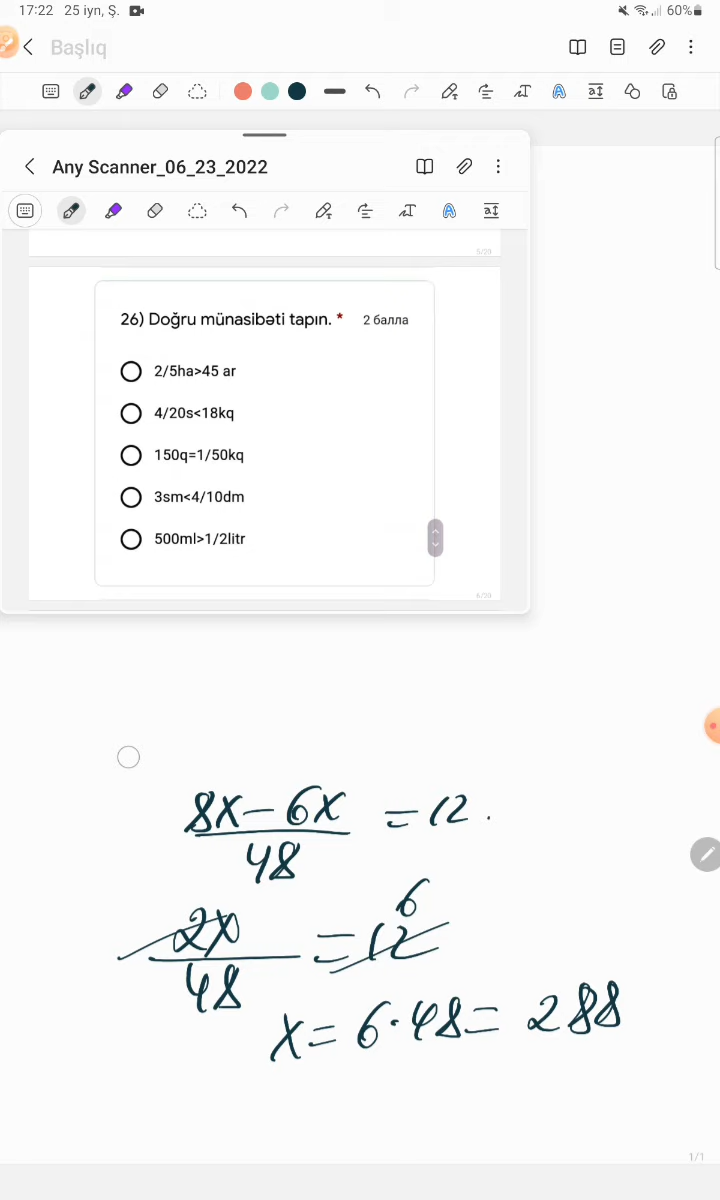 17:22 25 iyn, Ş. 60%
Başlıq
Any Scanner_06_23_2022
5/20
26) Doğru münasibəti tapın. * 2 балла
2/5ha>45 ar
4/20s<18kq
150q=1/50kq
3sm<4/10dm
500ml>1/2litr
6/20
8x-6x/48 = 12.
6
2x/48 = 12
x = 6·48 = 288
1/1